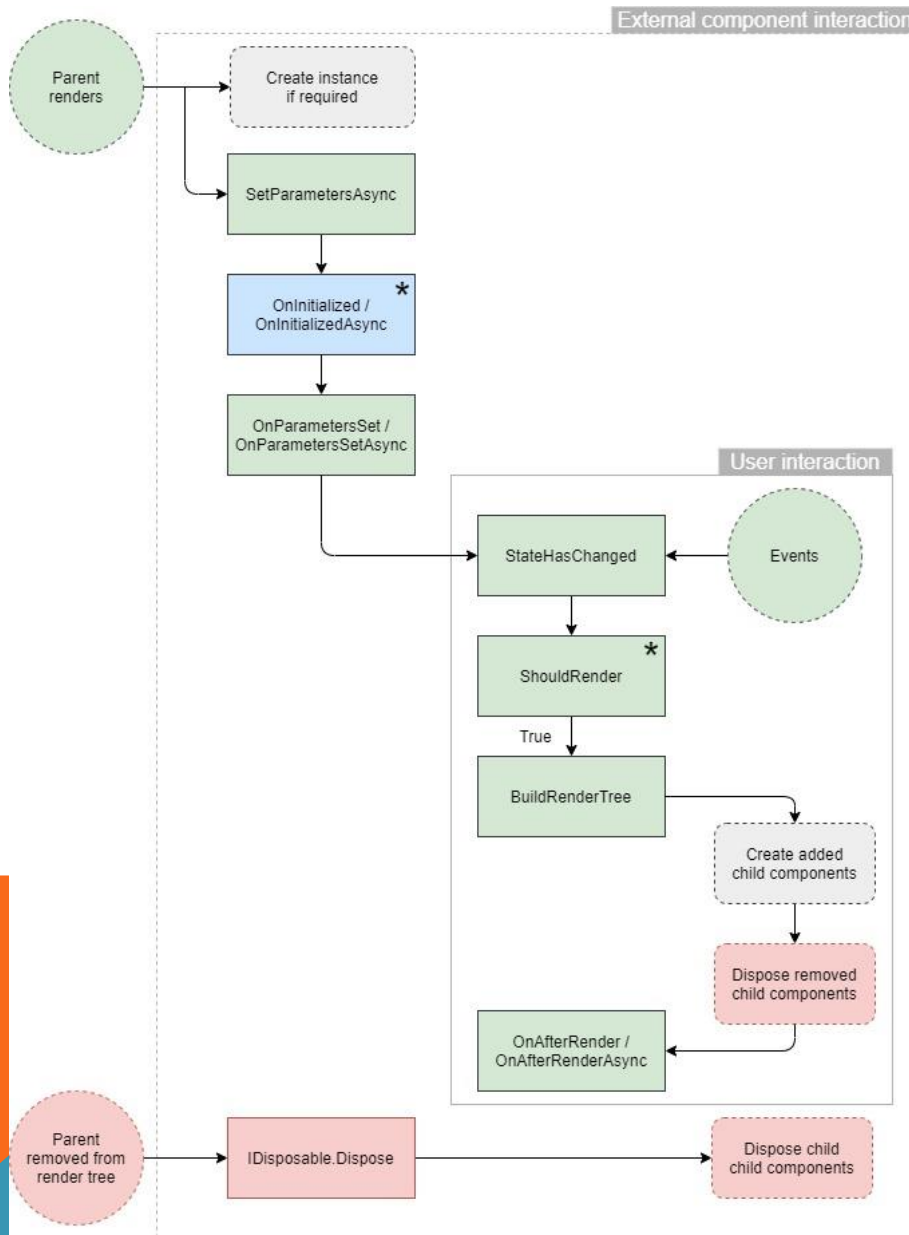 External component interaction
Parent
renders
Create instance
if required
SetParametersAsync
OnInitialized /
OnInitializedAsync
*
OnParametersSet /
OnParametersSetAsync
User interaction
StateHasChanged
Events
ShouldRender
*
True
BuildRenderTree
Create added
child components
Dispose removed
child components
OnAfterRender /
OnAfterRenderAsync
Parent
removed from
render tree
IDisposable.Dispose
Dispose child
child components